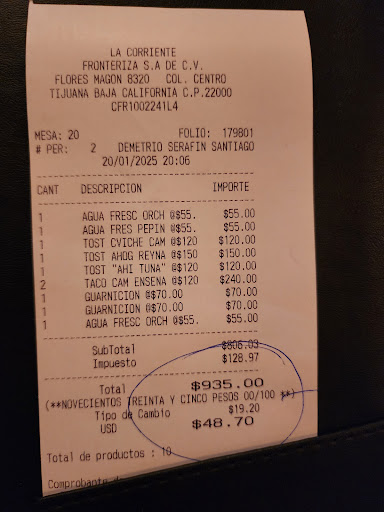 LA CORRIENTE
FRONTERIZA S.A DE C.V.
FLORES MAGON 8320 COL. CENTRO
TIJUANA BAJA CALIFORNIA C.P.22000
CFR1002241L4
MESA: 20 FOLIO: 179801
# PER: 2 DEMETRIO SERAFIN SANTIAGO
20/01/2025 20:06
CANT DESCRIPCION IMPORTE
1 AGUA FRESC ORCH @$55. $55.00
1 AGUA FRES PEPIN @$55. $55.00
1 TOST CVICHE CAM @$120 $120.00
1 TOST AHOG REYNA @$150 $150.00
1 TOST "AHI TUNA" @$120 $120.00
2 TACO CAM ENSENA @$120 $240.00
1 GUARNICION @$70.00 $70.00
1 GUARNICION @$70.00 $70.00
1 AGUA FRESC ORCH @$55. $55.00
SubTotal $806.03
Impuesto $128.97
Total $935.00
(**NOVECIENTOS TREINTA Y CINCO PESOS 00/100 **)
Tipo de Cambio $19.20
USD $48.70
Total de productos : 10
Comprobante